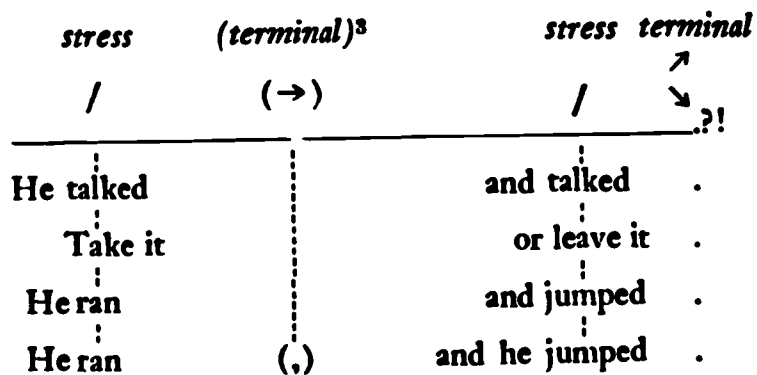 stress (terminal)³ stress terminal
/ (→) / ↗
↘
.?!
He talked and talked .
Take it or leave it .
He ran and jumped .
He ran (,) and he jumped .